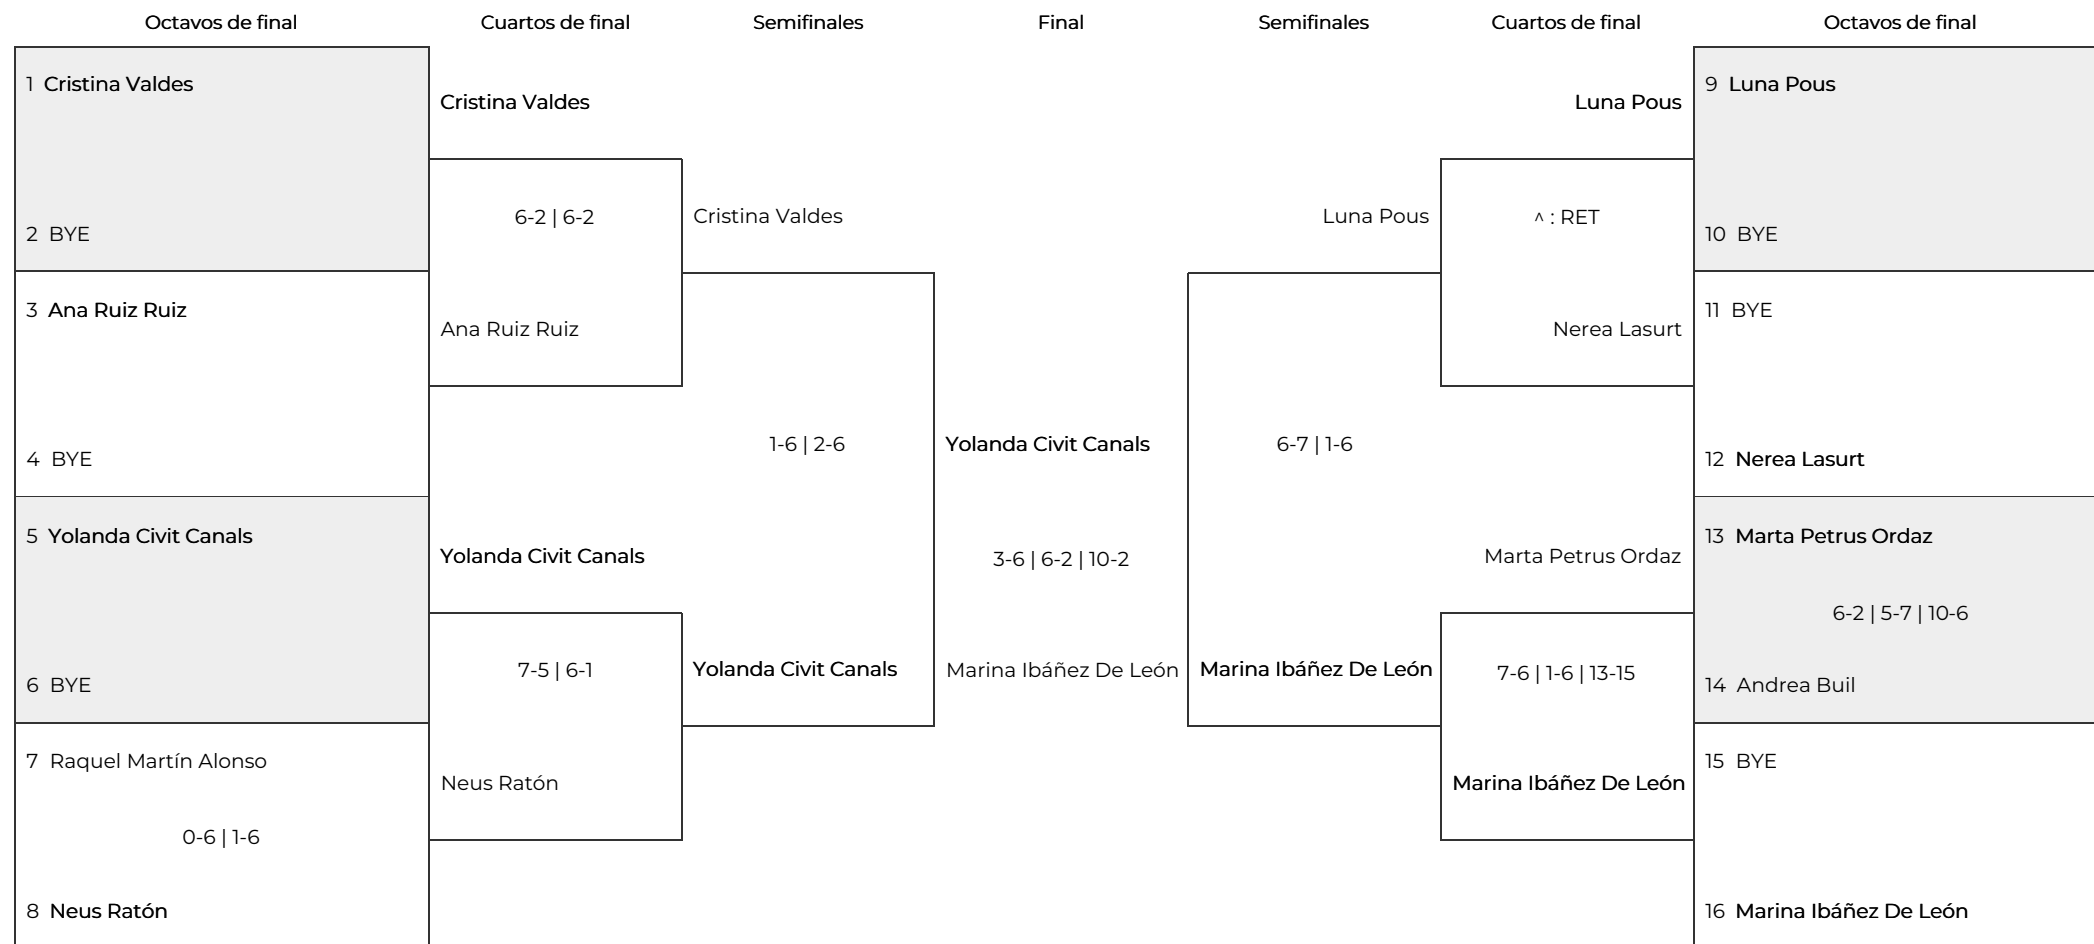 Octavos de final
Cuartos de final
Semifinales
Final
Semifinales
Cuartos de final
Octavos de final
1 Cristina Valdes
2 BYE
3 Ana Ruiz Ruiz
4 BYE
5 Yolanda Civit Canals
6 BYE
7 Raquel Martín Alonso
0-6 | 1-6
8 Neus Ratón
Cristina Valdes
6-2 | 6-2
Ana Ruiz Ruiz
Yolanda Civit Canals
7-5 | 6-1
Neus Ratón
Cristina Valdes
1-6 | 2-6
Yolanda Civit Canals
Yolanda Civit Canals
3-6 | 6-2 | 10-2
Marina Ibáñez De León
Luna Pous
6-7 | 1-6
Marina Ibáñez De León
Luna Pous
^ : RET
Nerea Lasurt
Marta Petrus Ordaz
7-6 | 1-6 | 13-15
Marina Ibáñez De León
9 Luna Pous
10 BYE
11 BYE
12 Nerea Lasurt
13 Marta Petrus Ordaz
6-2 | 5-7 | 10-6
14 Andrea Buil
15 BYE
16 Marina Ibáñez De León